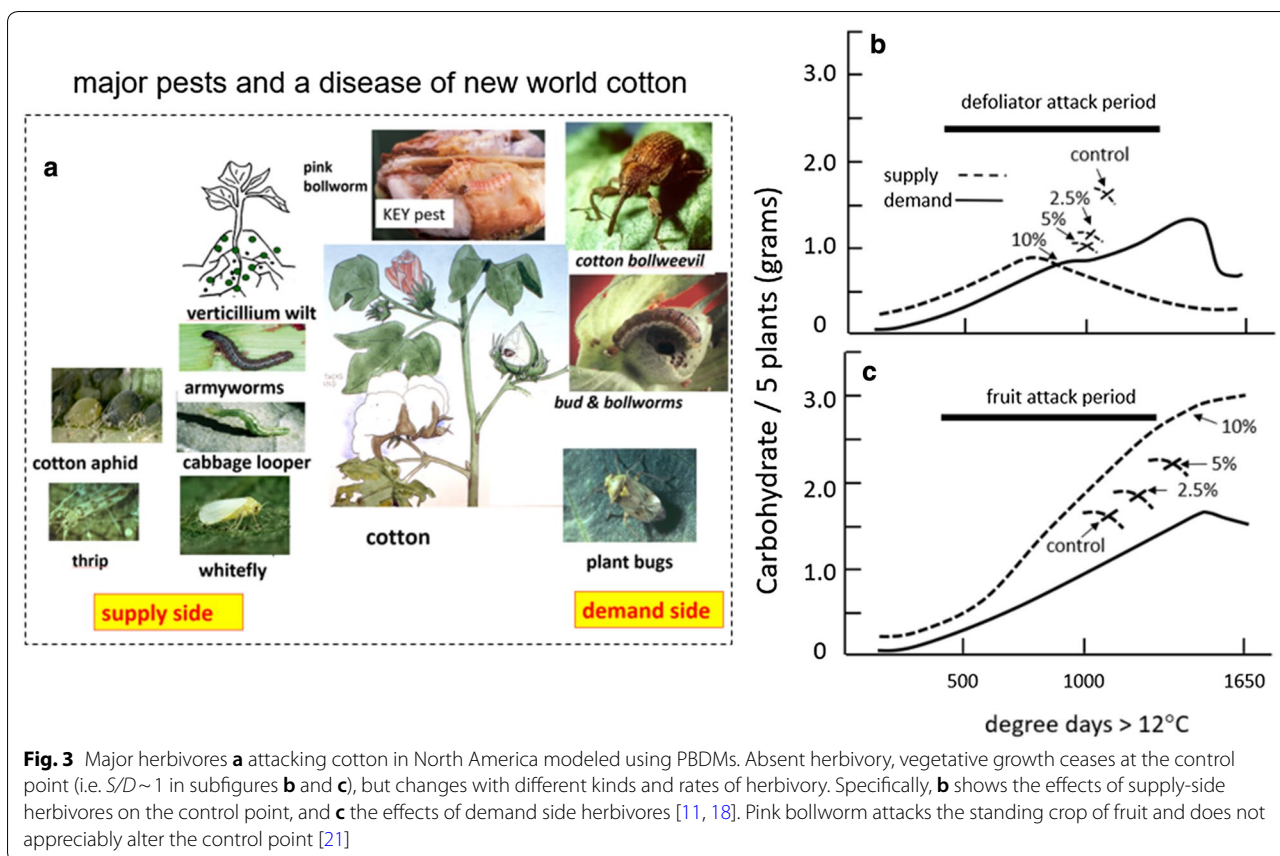 major pests and a disease of new world cotton
a
pink
bollworm
KEY pest
cotton bollweevil
verticillium wilt
armyworms
bud & bollworms
cotton aphid
cabbage looper
thrip
whitefly
cotton
plant bugs
supply side
demand side
Carbohydrate / 5 plants (grams)
b
3.0
2.0
1.0
0
defoliator attack period
control
supply
demand
2.5%
5%
10%
c
3.0
2.0
1.0
0
fruit attack period
10%
5%
2.5%
control
500
1000
1650
degree days > 12°C
Fig. 3 Major herbivores a attacking cotton in North America modeled using PBDMs. Absent herbivory, vegetative growth ceases at the control
point (i.e. S/D ~ 1 in subfigures b and c), but changes with different kinds and rates of herbivory. Specifically, b shows the effects of supply-side
herbivores on the control point, and c the effects of demand side herbivores [11, 18]. Pink bollworm attacks the standing crop of fruit and does not
appreciably alter the control point [21]